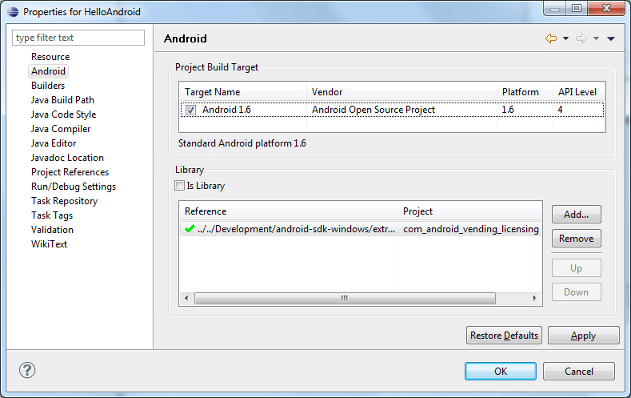 Properties for HelloAndroid
type filter text
Resource
Android
Builders
Java Build Path
Java Code Style
Java Compiler
Java Editor
Javadoc Location
Project References
Run/Debug Settings
Task Repository
Task Tags
Validation
WikiText
Android
Project Build Target
Target Name Vendor Platform API Level
Android 1.6 Android Open Source Project 1.6 4
Standard Android platform 1.6
Library
Is Library
Reference Project
../../Development/android-sdk-windows/extr... com_android_vending_licensing
Add...
Remove
Up
Down
Restore Defaults Apply
OK Cancel